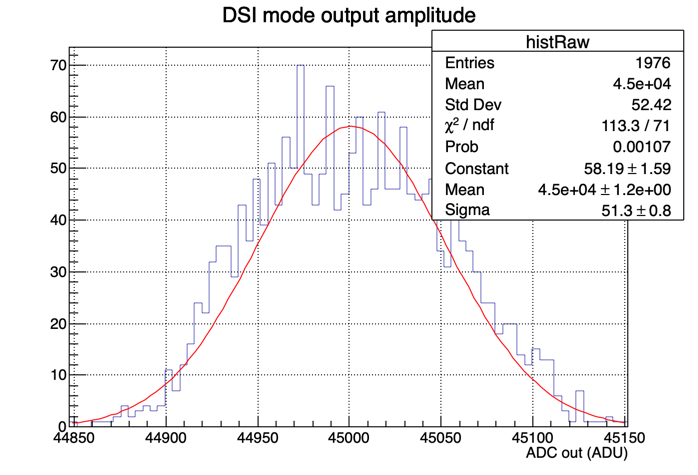 DSI mode output amplitude
histRaw
Entries 1976
Mean 4.5e+04
Std Dev 52.42
χ² / ndf 113.3 / 71
Prob 0.00107
Constant 58.19 ± 1.59
Mean 4.5e+04 ± 1.2e+00
Sigma 51.3 ± 0.8
70
60
50
40
30
20
10
0
44850 44900 44950 45000 45050 45100 45150
ADC out (ADU)